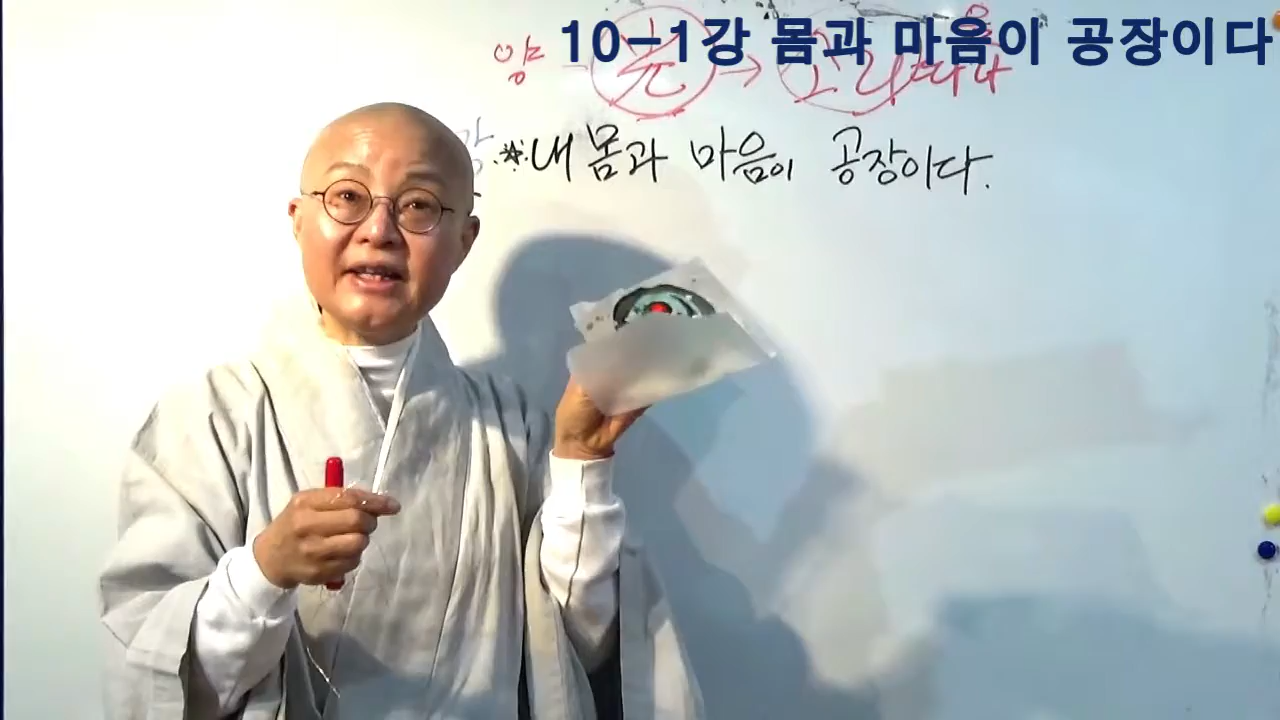 10-1강 몸과 마음이 공장이다
양
강 * 내 몸과 마음이 공장이다.